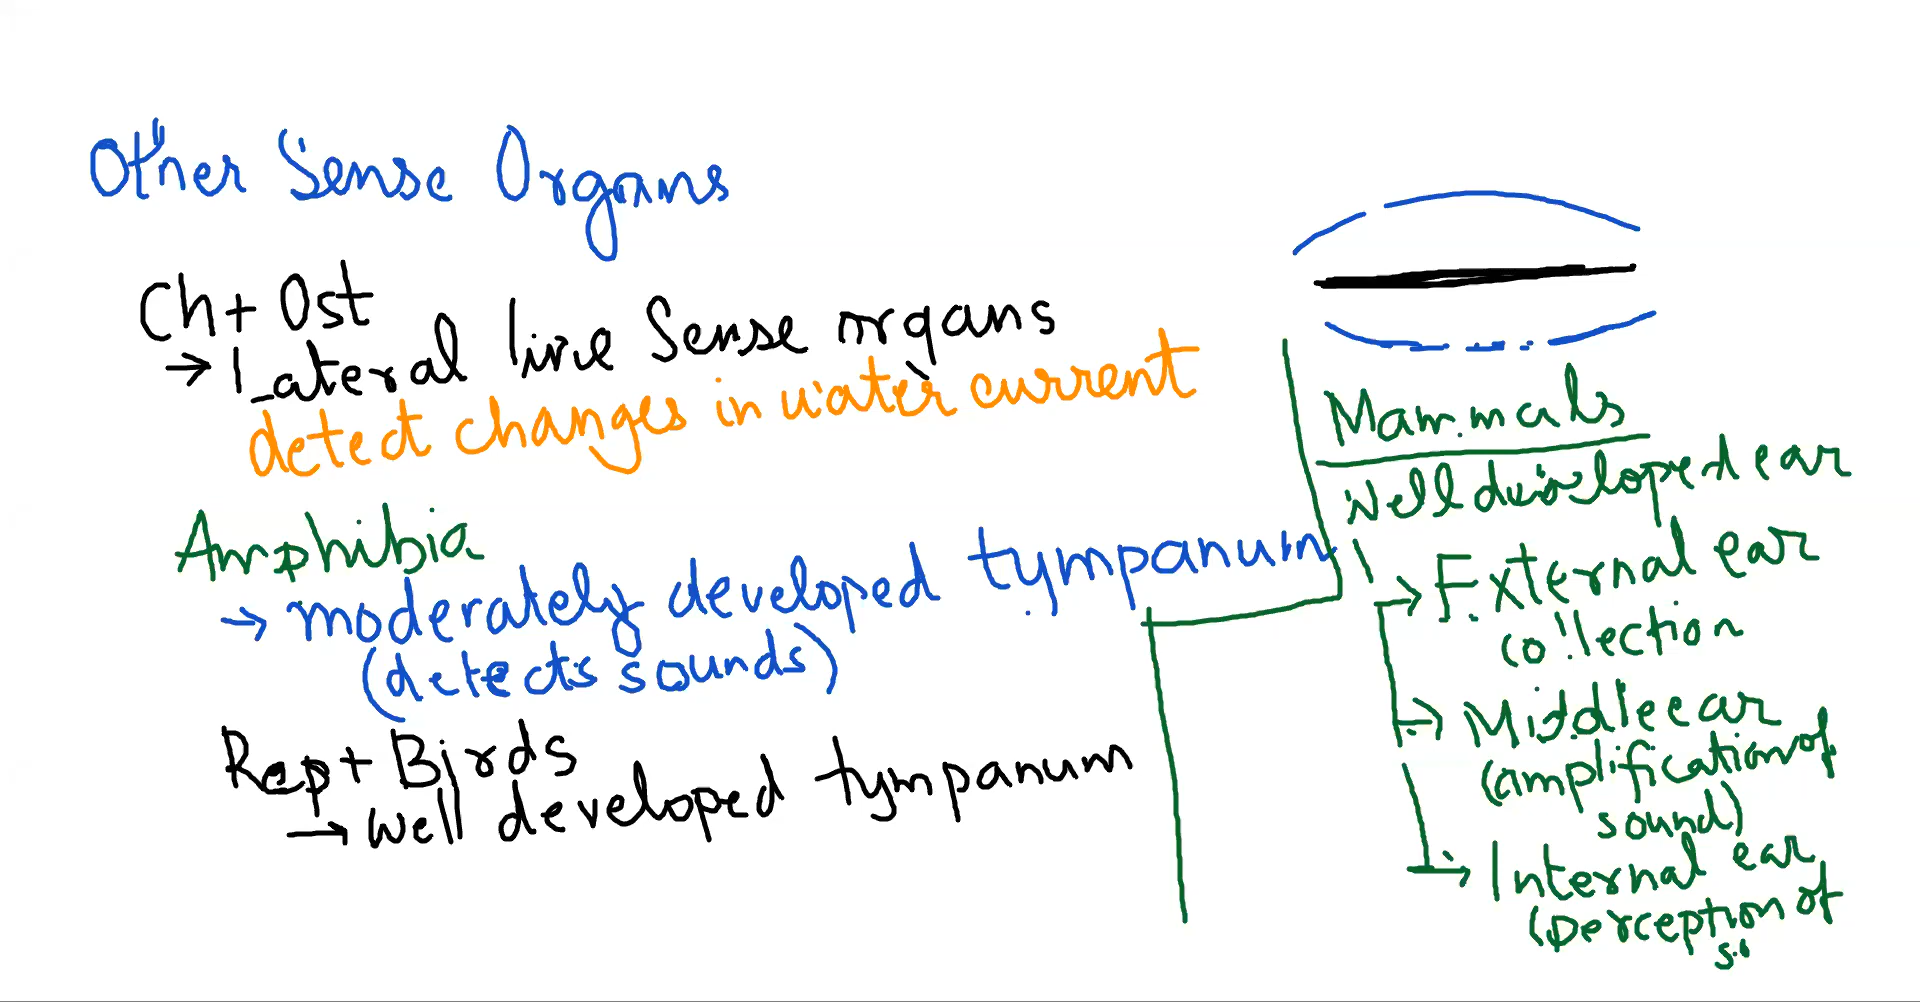 Other Sense Organs
Ch + Ost
→ Lateral line Sense organs
detect changes in water current
Amphibia
→ moderately developed tympanum
(detects sounds)
Rep + Birds
→ well developed tympanum
Mammals
Well developed ear
→ External ear
collection
→ Middle ear
(amplification of
sound)
→ Internal ear
(perception of